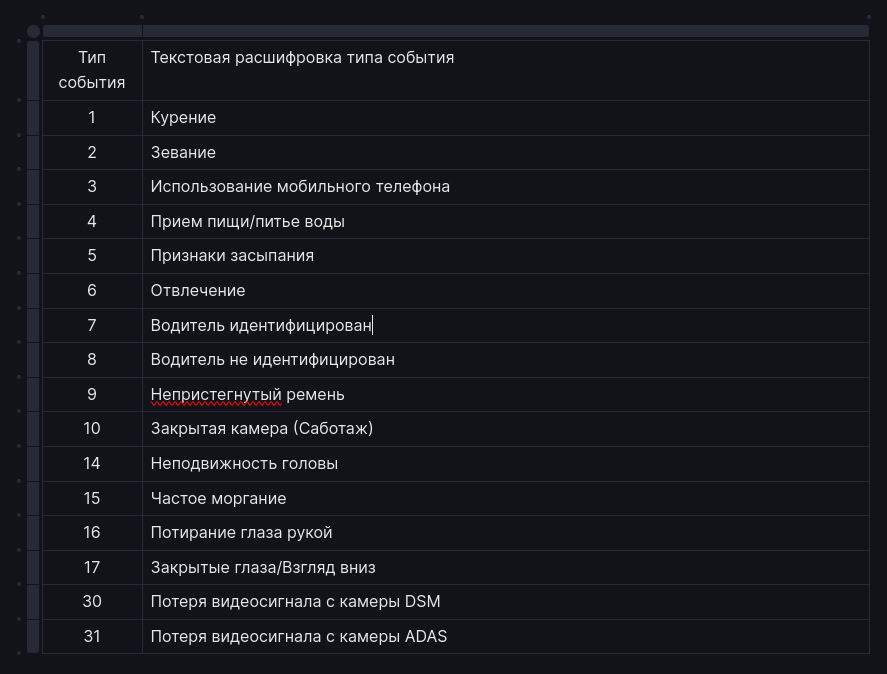 Тип
события
Текстовая расшифровка типа события
1 Курение
2 Зевание
3 Использование мобильного телефона
4 Прием пищи/питье воды
5 Признаки засыпания
6 Отвлечение
7 Водитель идентифицирован
8 Водитель не идентифицирован
9 Непристегнутый ремень
10 Закрытая камера (Саботаж)
14 Неподвижность головы
15 Частое моргание
16 Потирание глаза рукой
17 Закрытые глаза/Взгляд вниз
30 Потеря видеосигнала с камеры DSM
31 Потеря видеосигнала с камеры ADAS